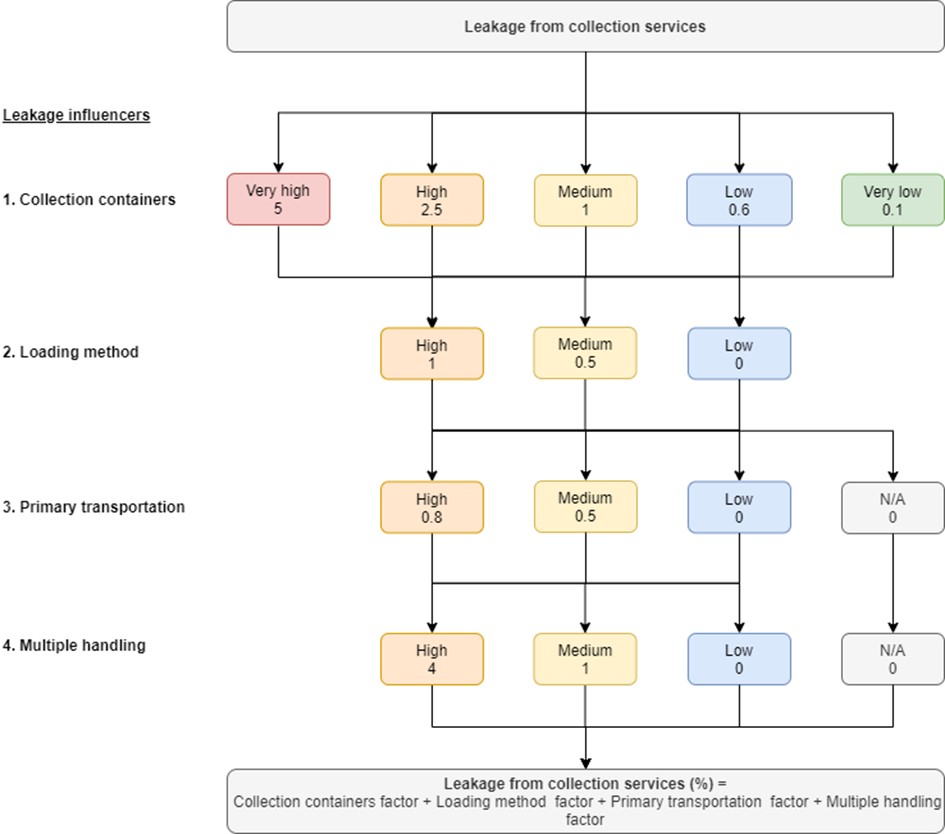 Leakage from collection services
Leakage influencers
1. Collection containers
Very high
5
High
2.5
Medium
1
Low
0.6
Very low
0.1
2. Loading method
High
1
Medium
0.5
Low
0
3. Primary transportation
High
0.8
Medium
0.5
Low
0
N/A
0
4. Multiple handling
High
4
Medium
1
Low
0
N/A
0
Leakage from collection services (%) =
Collection containers factor + Loading method factor + Primary transportation factor + Multiple handling
factor